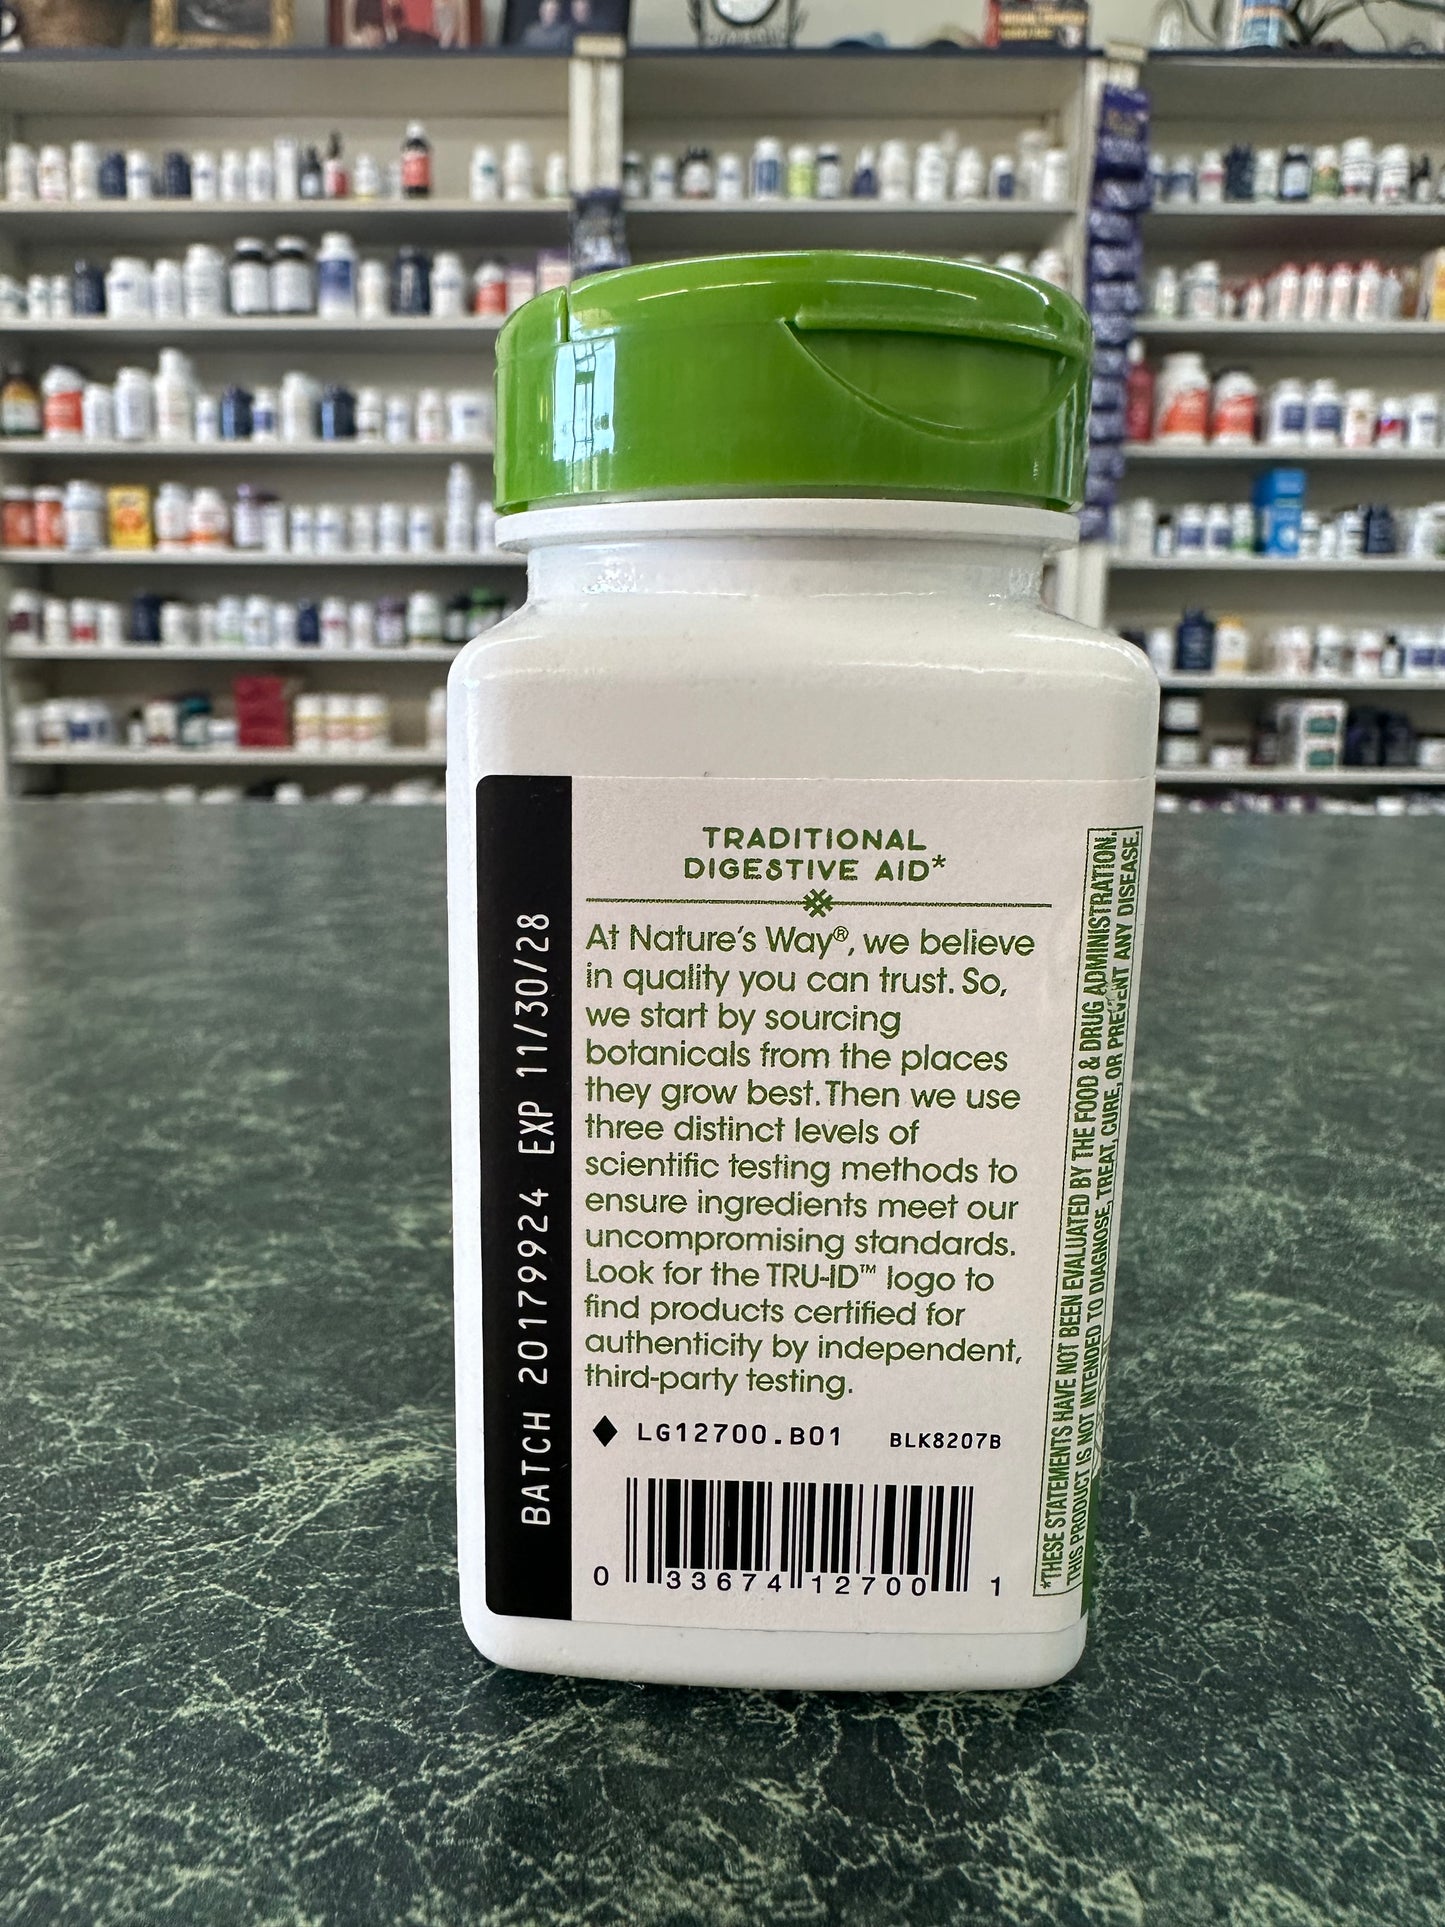 TRADITIONAL
DIGESTIVE AID*
At Nature's Way®, we believe
in quality you can trust. So,
we start by sourcing
botanicals from the places
they grow best. Then we use
three distinct levels of
scientific testing methods to
ensure ingredients meet our
uncompromising standards.
Look for the TRU-ID™ logo to
find products certified for
authenticity by independent,
third-party testing.
LG12700.B01 BLK8207B
0 33674 12700 1
BATCH 20179924 EXP 11/30/28
*THESE STATEMENTS HAVE NOT BEEN EVALUATED BY THE FOOD & DRUG ADMINISTRATION.
THIS PRODUCT IS NOT INTENDED TO DIAGNOSE, TREAT, CURE, OR PREVENT ANY DISEASE.